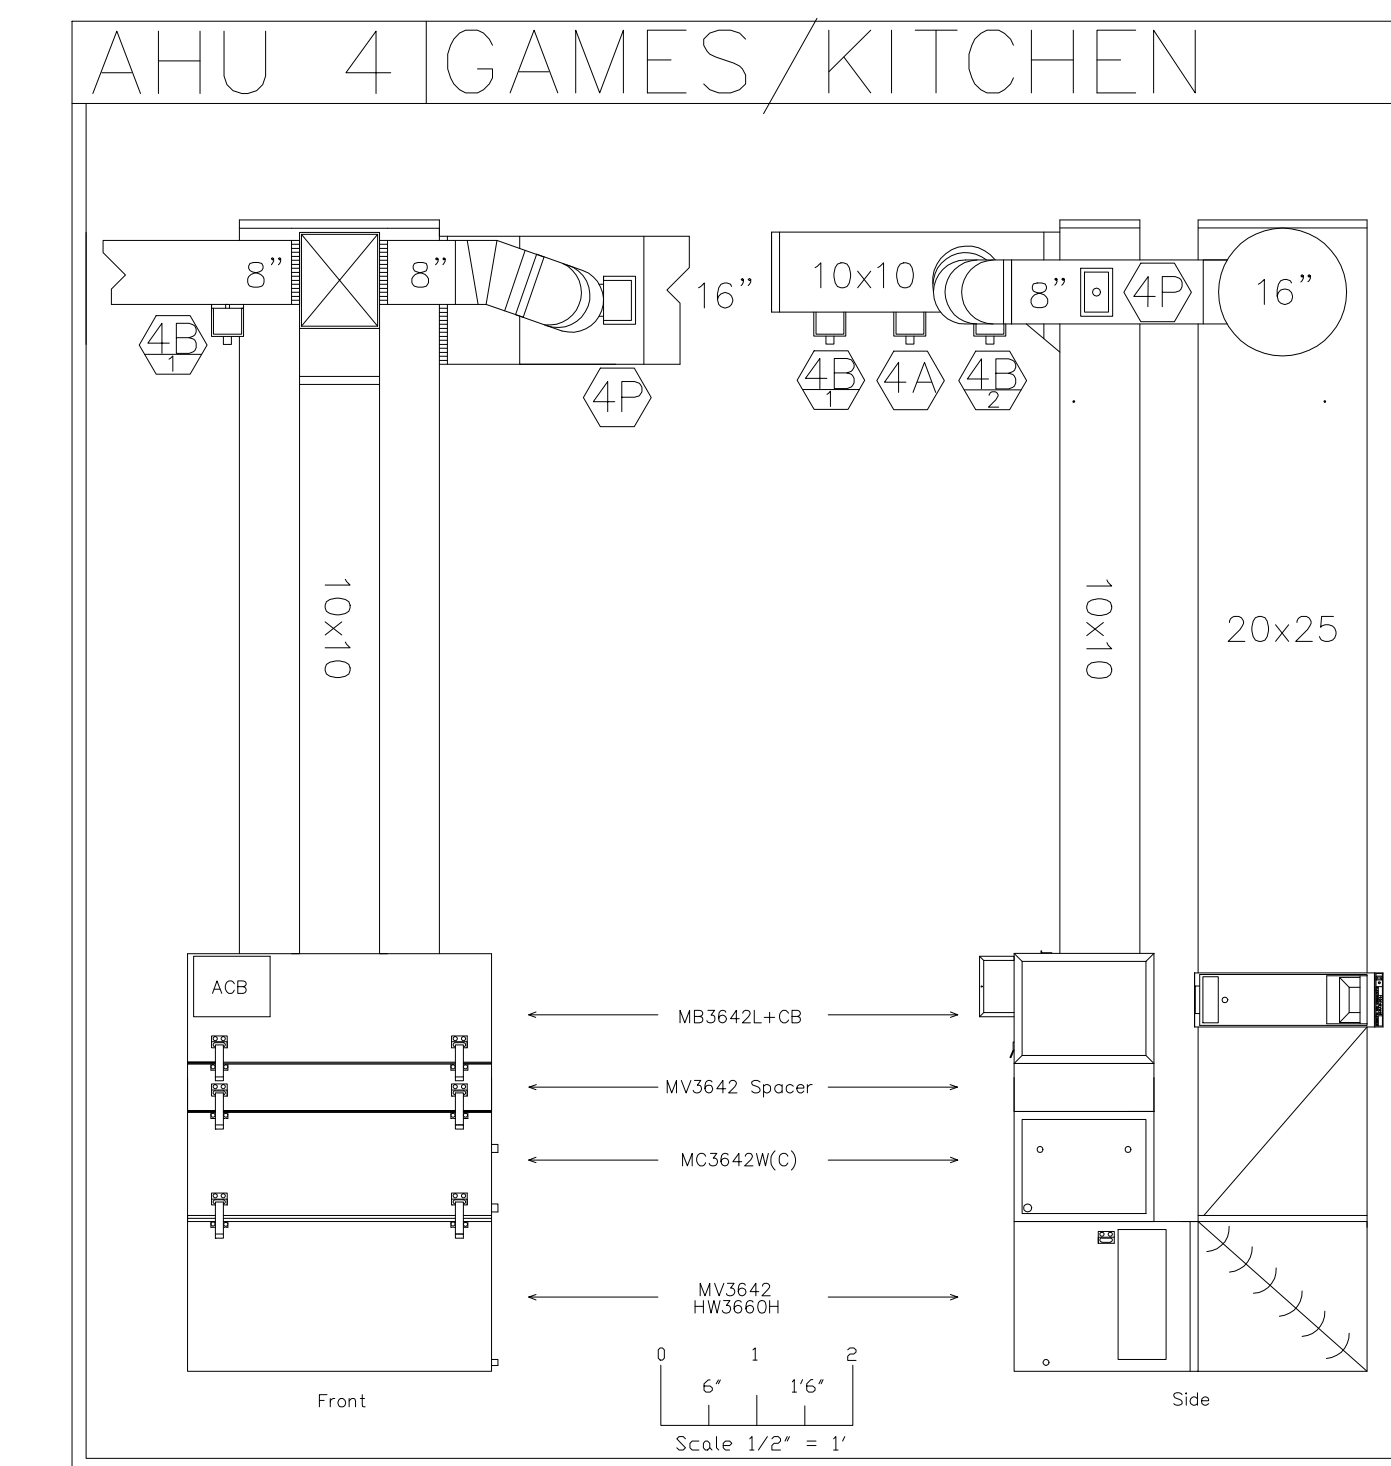 AHU 4 GAMES/KITCHEN
8” 8” 16”
4B
1
4P
10x10 8” 4P 16”
4B 4A 4B
1 2
10x10 10x10 20x25
ACB
MB3642L+CB
MV3642 Spacer
MC3642W(C)
MV3642
HW3660H
0 1 2
6" 1'6"
Front
Side
Scale 1/2" = 1'